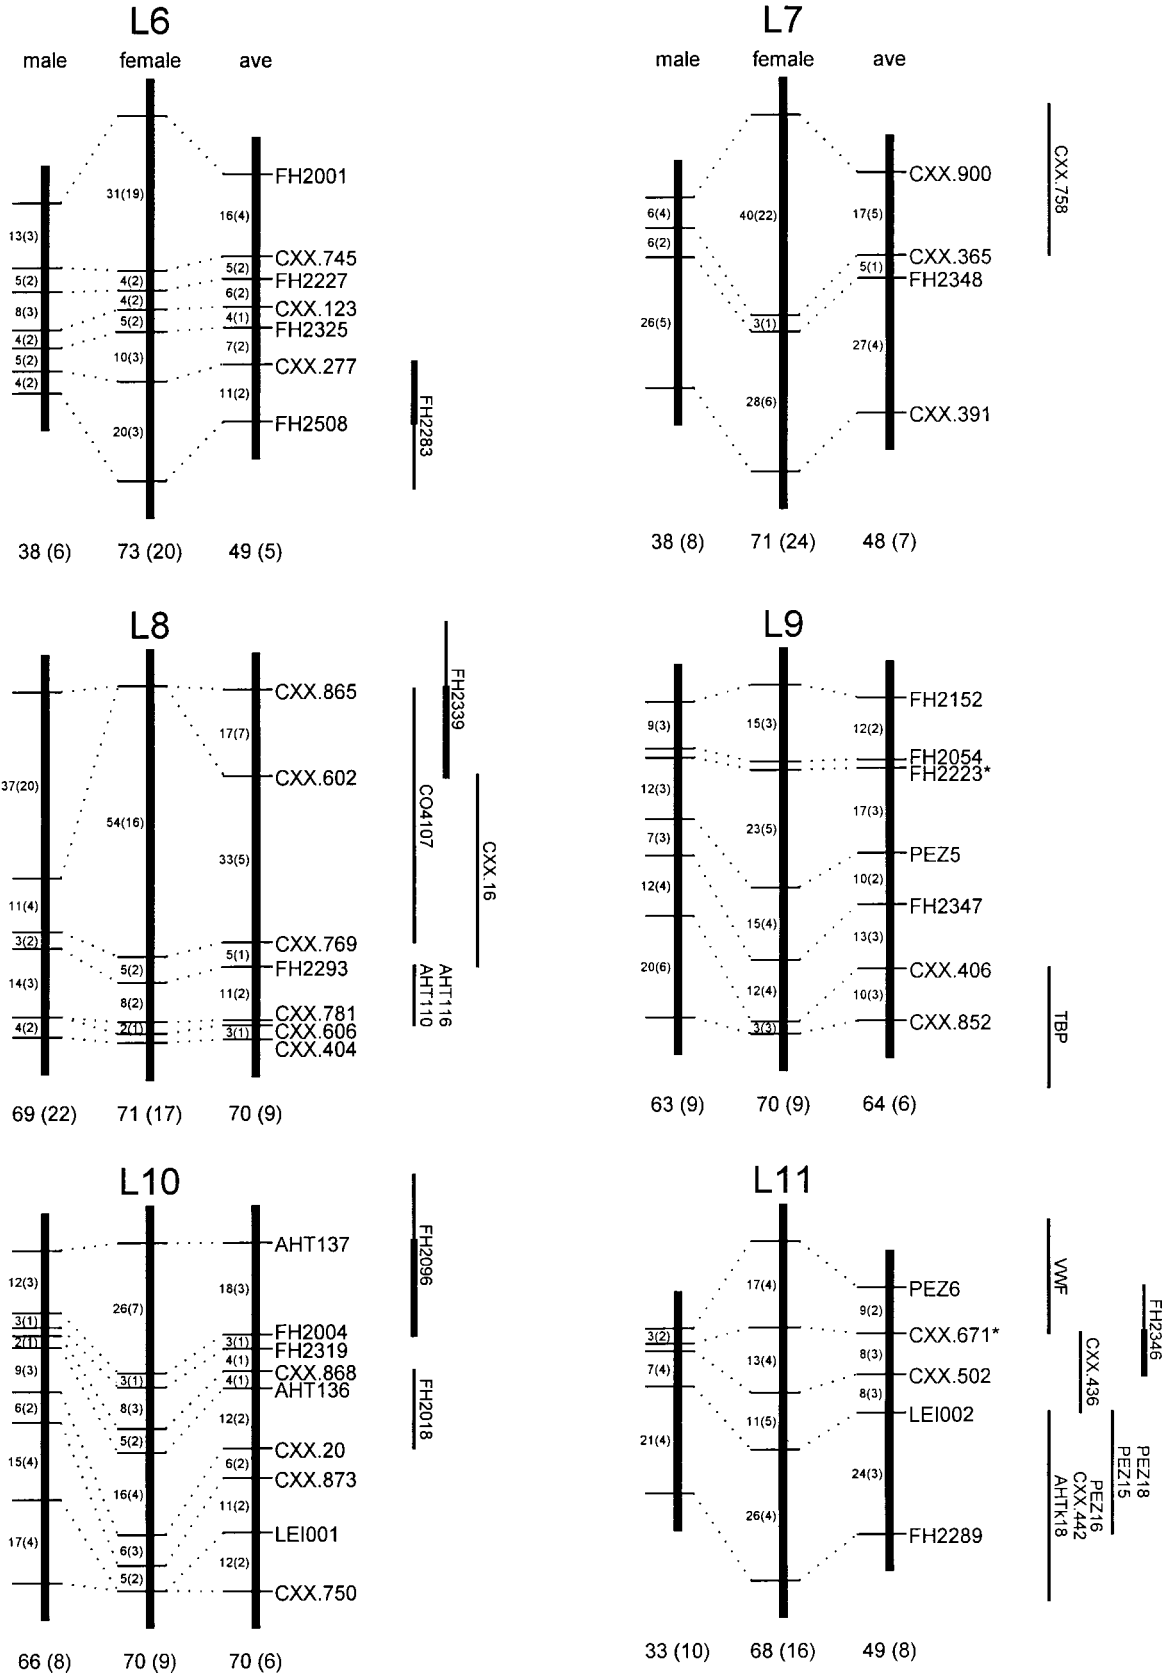 L6
male female ave
31(19)
FH2001
16(4)
13(3)
CXX.745
5(2) 4(2) 5(2)
FH2227
4(2) 6(2)
8(3) 5(2)
CXX.123
4(1)
FH2325
4(2) 10(3) 7(2)
5(2)
CXX.277
4(2) 11(2)
20(3)
FH2508
FH2283
38 (6) 73 (20) 49 (5)
L7
male female ave
CXX.758
CXX.900
6(4) 40(22) 17(5)
6(2)
CXX.365
5(1)
FH2348
26(5) 3(1)
27(4)
28(6)
CXX.391
38 (8) 71 (24) 48 (7)
L8
FH2339
CXX.865
17(7)
CXX.602
37(20)
54(16)
CO4107
33(5)
CXX.16
11(4)
3(2)
CXX.769
5(2) 5(1)
FH2293
14(3) 8(2) 11(2)
AHT116
AHT110
CXX.781
4(2) 2(1) 3(1)
CXX.606
CXX.404
69 (22) 71 (17) 70 (9)
L9
FH2152
9(3) 15(3) 12(2)
FH2054
FH2223*
12(3)
17(3)
7(3) 23(5)
PEZ5
12(4) 10(2)
FH2347
15(4)
13(3)
20(6)
CXX.406
12(4) 10(3)
3(3)
CXX.852
TBP
63 (9) 70 (9) 64 (6)
L10
FH2096
AHT137
12(3) 26(7) 18(3)
3(1)
FH2004
2(1) 3(1)
FH2319
4(1)
9(3) 3(1)
CXX.868
4(1)
AHT136
6(2) 8(3)
FH2018
12(2)
5(2)
CXX.20
15(4) 6(2)
CXX.873
16(4) 11(2)
LEI001
17(4) 6(3) 12(2)
5(2)
CXX.750
66 (8) 70 (9) 70 (6)
L11
VWF
FH2346
17(4)
PEZ6
9(2)
3(2)
CXX.671*
7(4) 13(4) 8(3)
CXX.436
CXX.502
8(3)
LEI002
11(5)
21(4)
24(3)
PEZ18
PEZ15
PEZ16
CXX.442
AHTk18
26(4)
FH2289
33 (10) 68 (16) 49 (8)